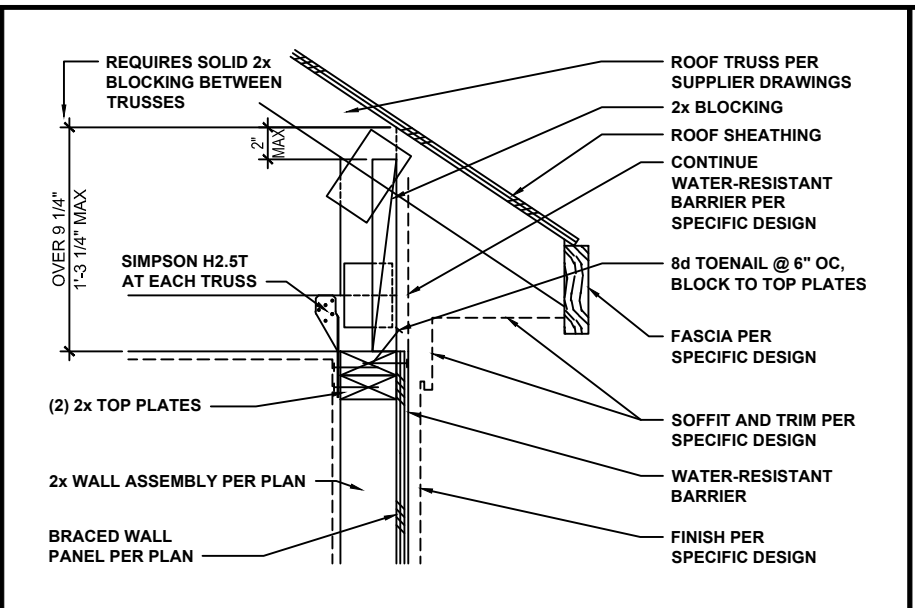 REQUIRES SOLID 2x
BLOCKING BETWEEN
TRUSSES
2"
MAX
OVER 9 1/4"
1'-3 1/4" MAX
SIMPSON H2.5T
AT EACH TRUSS
(2) 2x TOP PLATES
2x WALL ASSEMBLY PER PLAN
BRACED WALL
PANEL PER PLAN
ROOF TRUSS PER
SUPPLIER DRAWINGS
2x BLOCKING
ROOF SHEATHING
CONTINUE
WATER-RESISTANT
BARRIER PER
SPECIFIC DESIGN
8d TOENAIL @ 6" OC,
BLOCK TO TOP PLATES
FASCIA PER
SPECIFIC DESIGN
SOFFIT AND TRIM PER
SPECIFIC DESIGN
WATER-RESISTANT
BARRIER
FINISH PER
SPECIFIC DESIGN